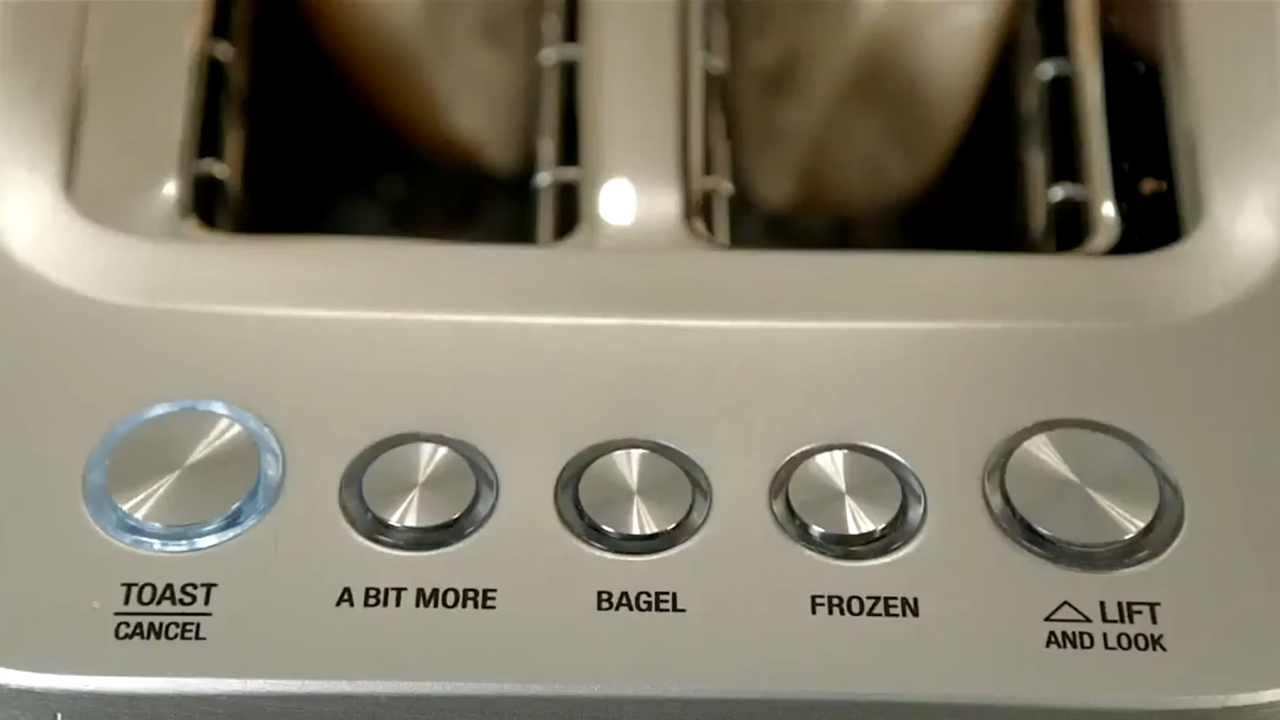 TOAST
CANCEL
A BIT MORE
BAGEL
FROZEN
LIFT
AND LOOK